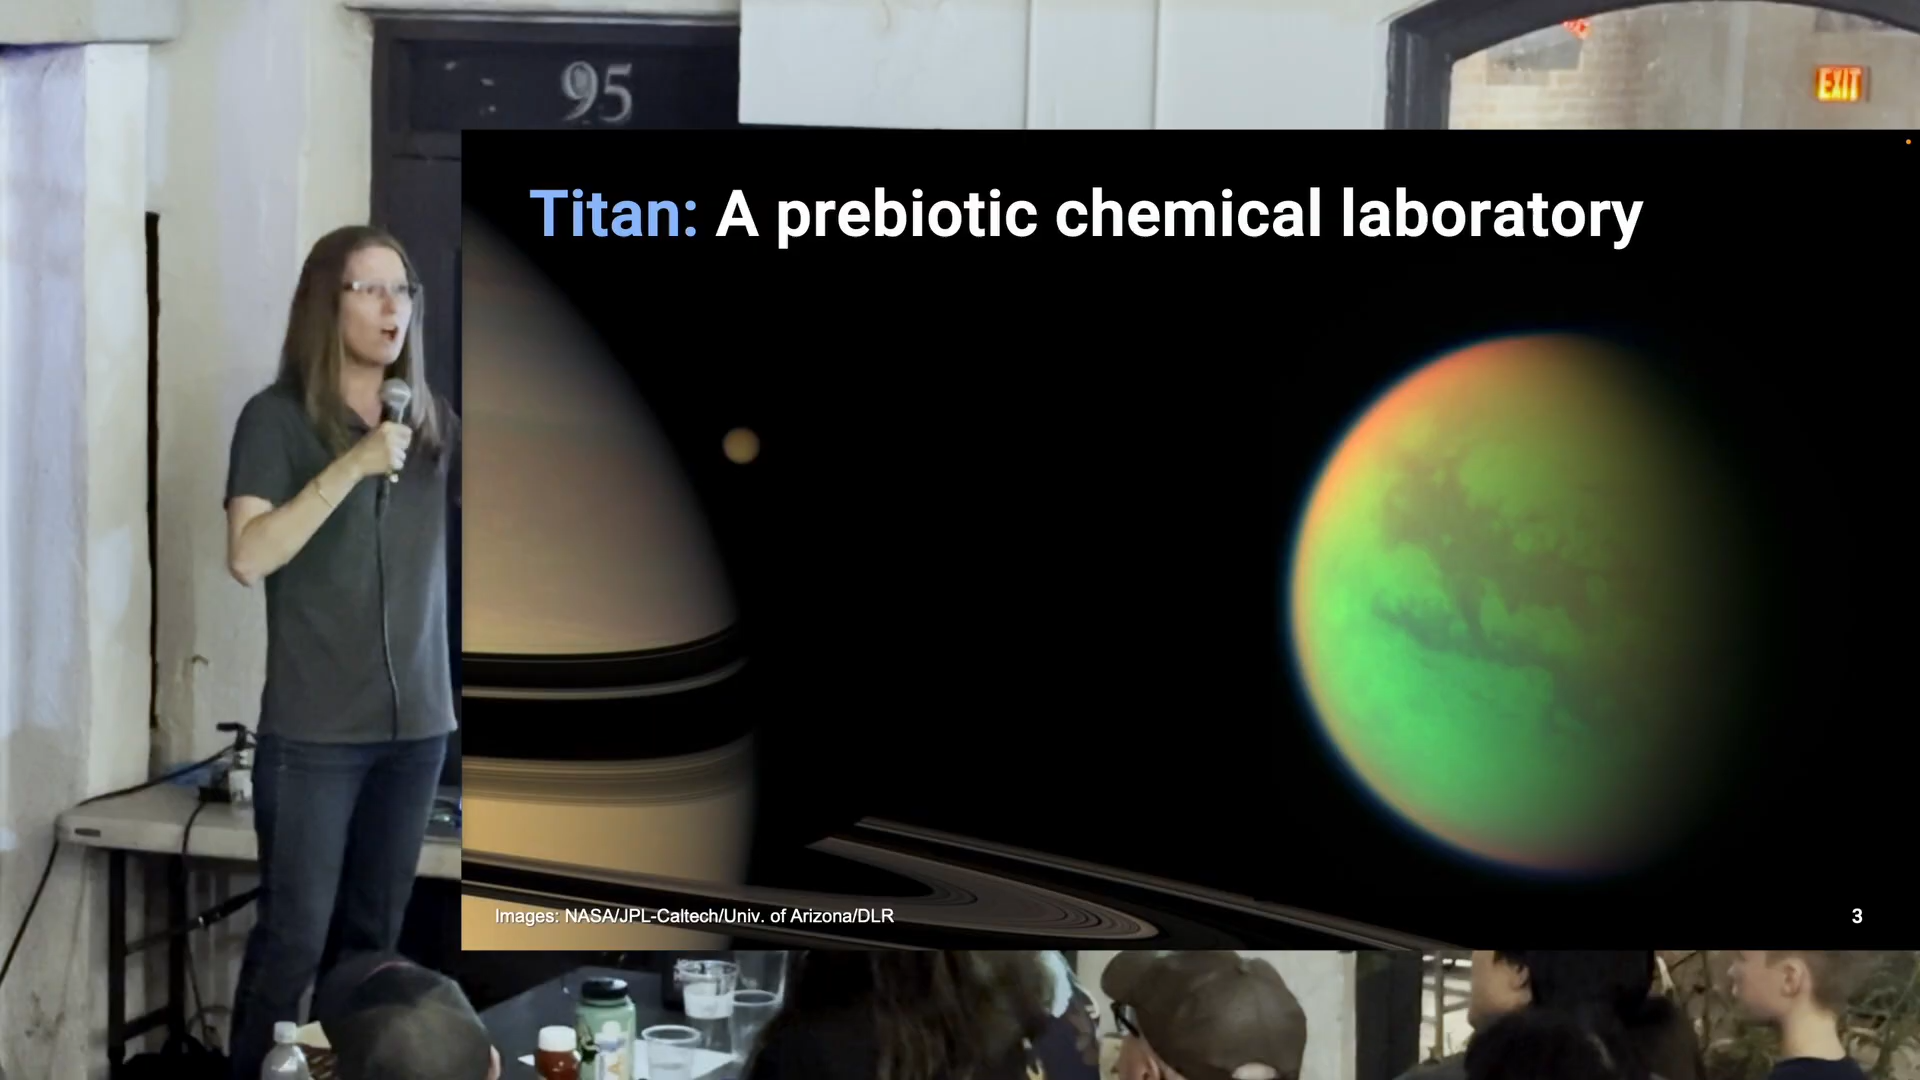 95
EXIT
Titan: A prebiotic chemical laboratory
Images: NASA/JPL-Caltech/Univ. of Arizona/DLR
3